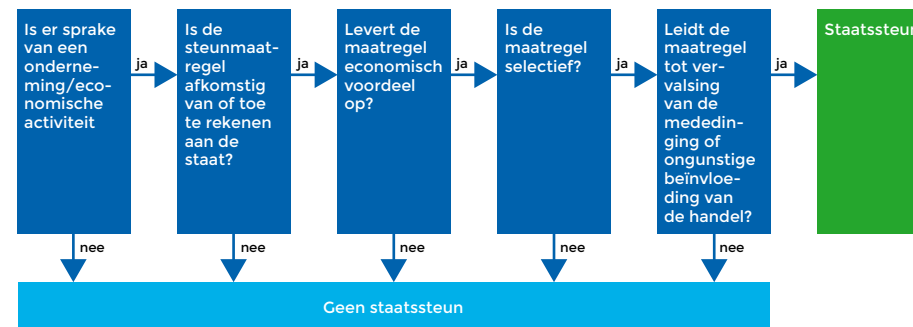 Is er sprake
van een
onderne-
ming/eco-
nomische
activiteit
ja
Is de
steunmaat-
regel
afkomstig
van of toe
te rekenen
aan de
staat?
ja
Levert de
maatregel
economisch
voordeel
op?
ja
Is de
maatregel
selectief?
ja
Leidt de
maatregel
tot ver-
valsing
van de
mededin-
ging of
ongunstige
beïnvloe-
ding van
de handel?
ja
Staatssteun
nee
nee
nee
nee
nee
Geen staatssteun